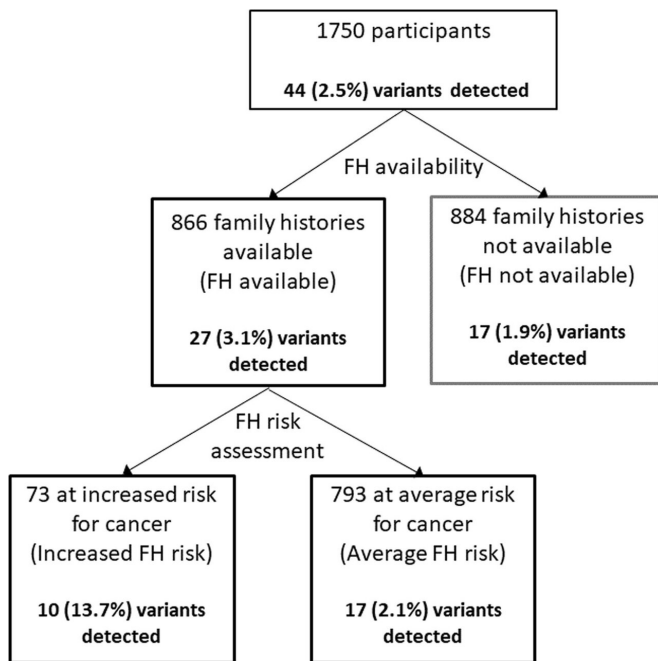 1750 participants
44 (2.5%) variants detected
FH availability
866 family histories
available
(FH available)
27 (3.1%) variants
detected
884 family histories
not available
(FH not available)
17 (1.9%) variants
detected
FH risk
assessment
73 at increased risk
for cancer
(Increased FH risk)
10 (13.7%) variants
detected
793 at average risk
for cancer
(Average FH risk)
17 (2.1%) variants
detected